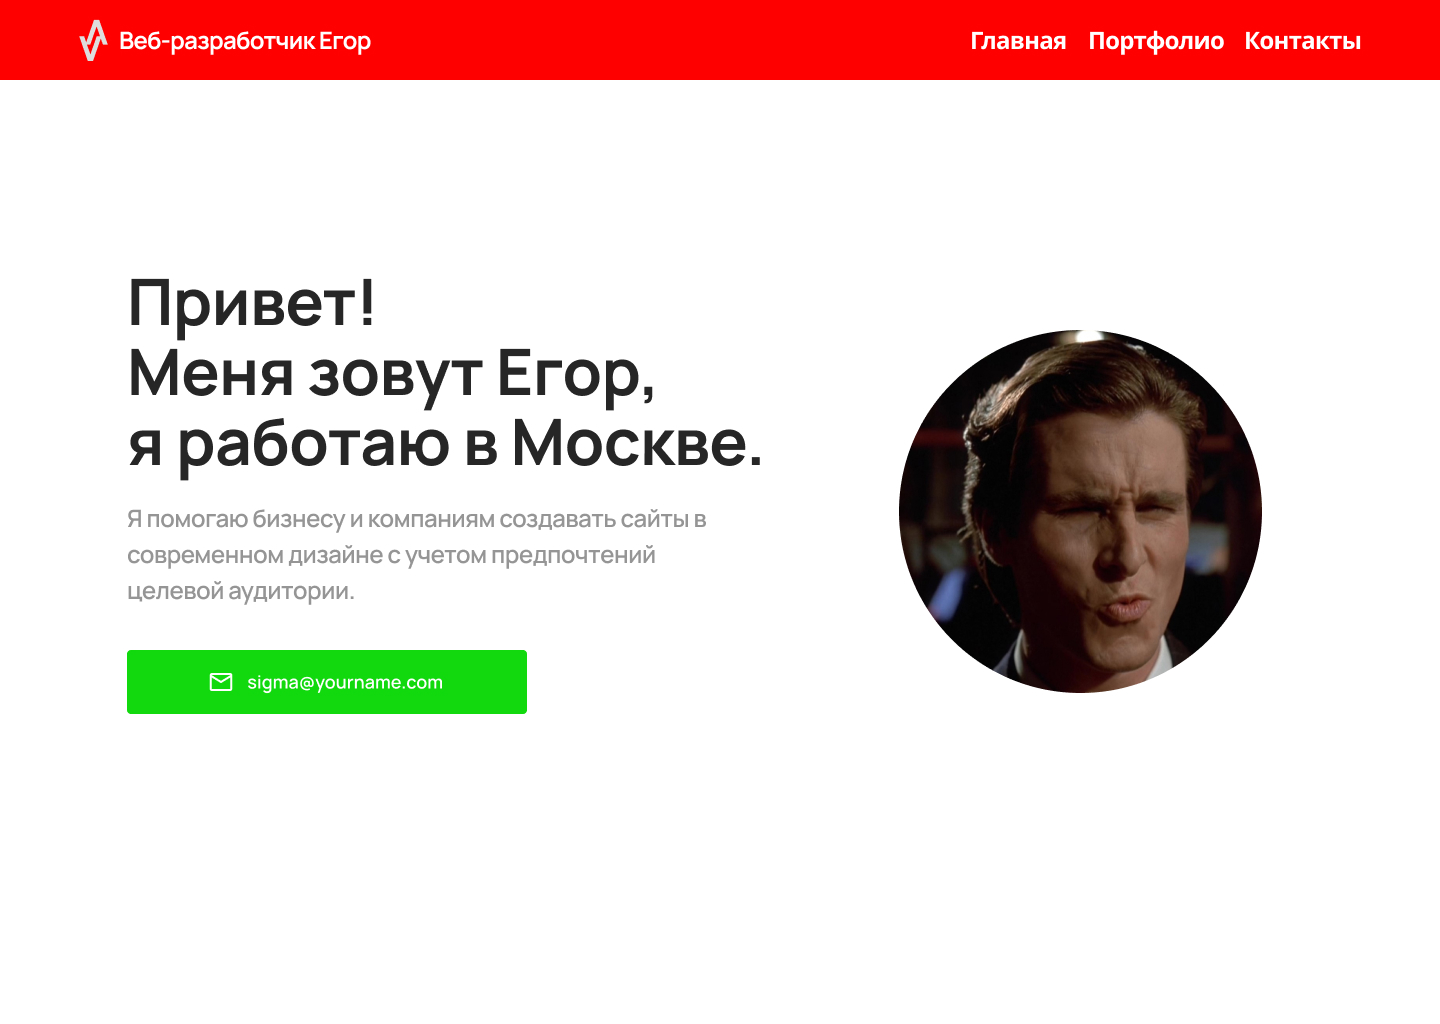 Веб-разработчик Егор
Главная Портфолио Контакты
Привет!
Меня зовут Егор,
я работаю в Москве.
Я помогаю бизнесу и компаниям создавать сайты в
современном дизайне с учетом предпочтений
целевой аудитории.
sigma@yourname.com